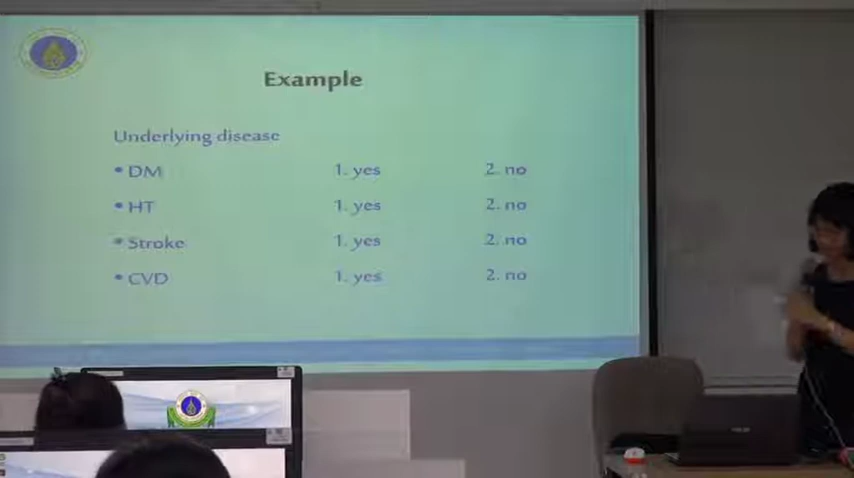 Example
Underlying disease
• DM 1. yes 2. no
• HT 1. yes 2. no
• Stroke 1. yes 2. no
• CVD 1. yes 2. no